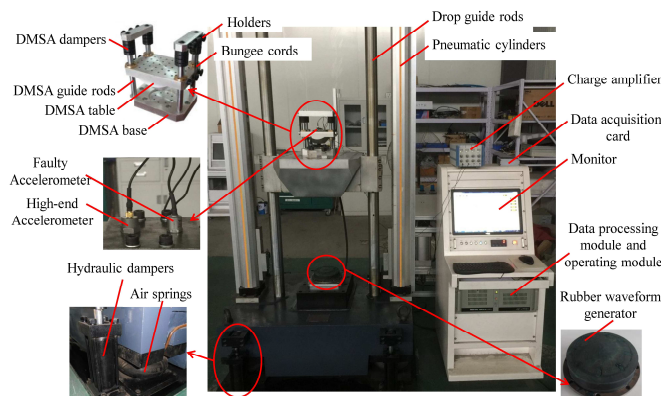 Holders
DMSA dampers
Bungee cords
DMSA guide rods
DMSA table
DMSA base
Drop guide rods
Pneumatic cylinders
Charge amplifier
DELL
Data acquisition
card
Monitor
Faulty
Accelerometer
High-end
Accelerometer
Data processing
module and
operating module
Hydraulic dampers
Air springs
Rubber waveform
generator